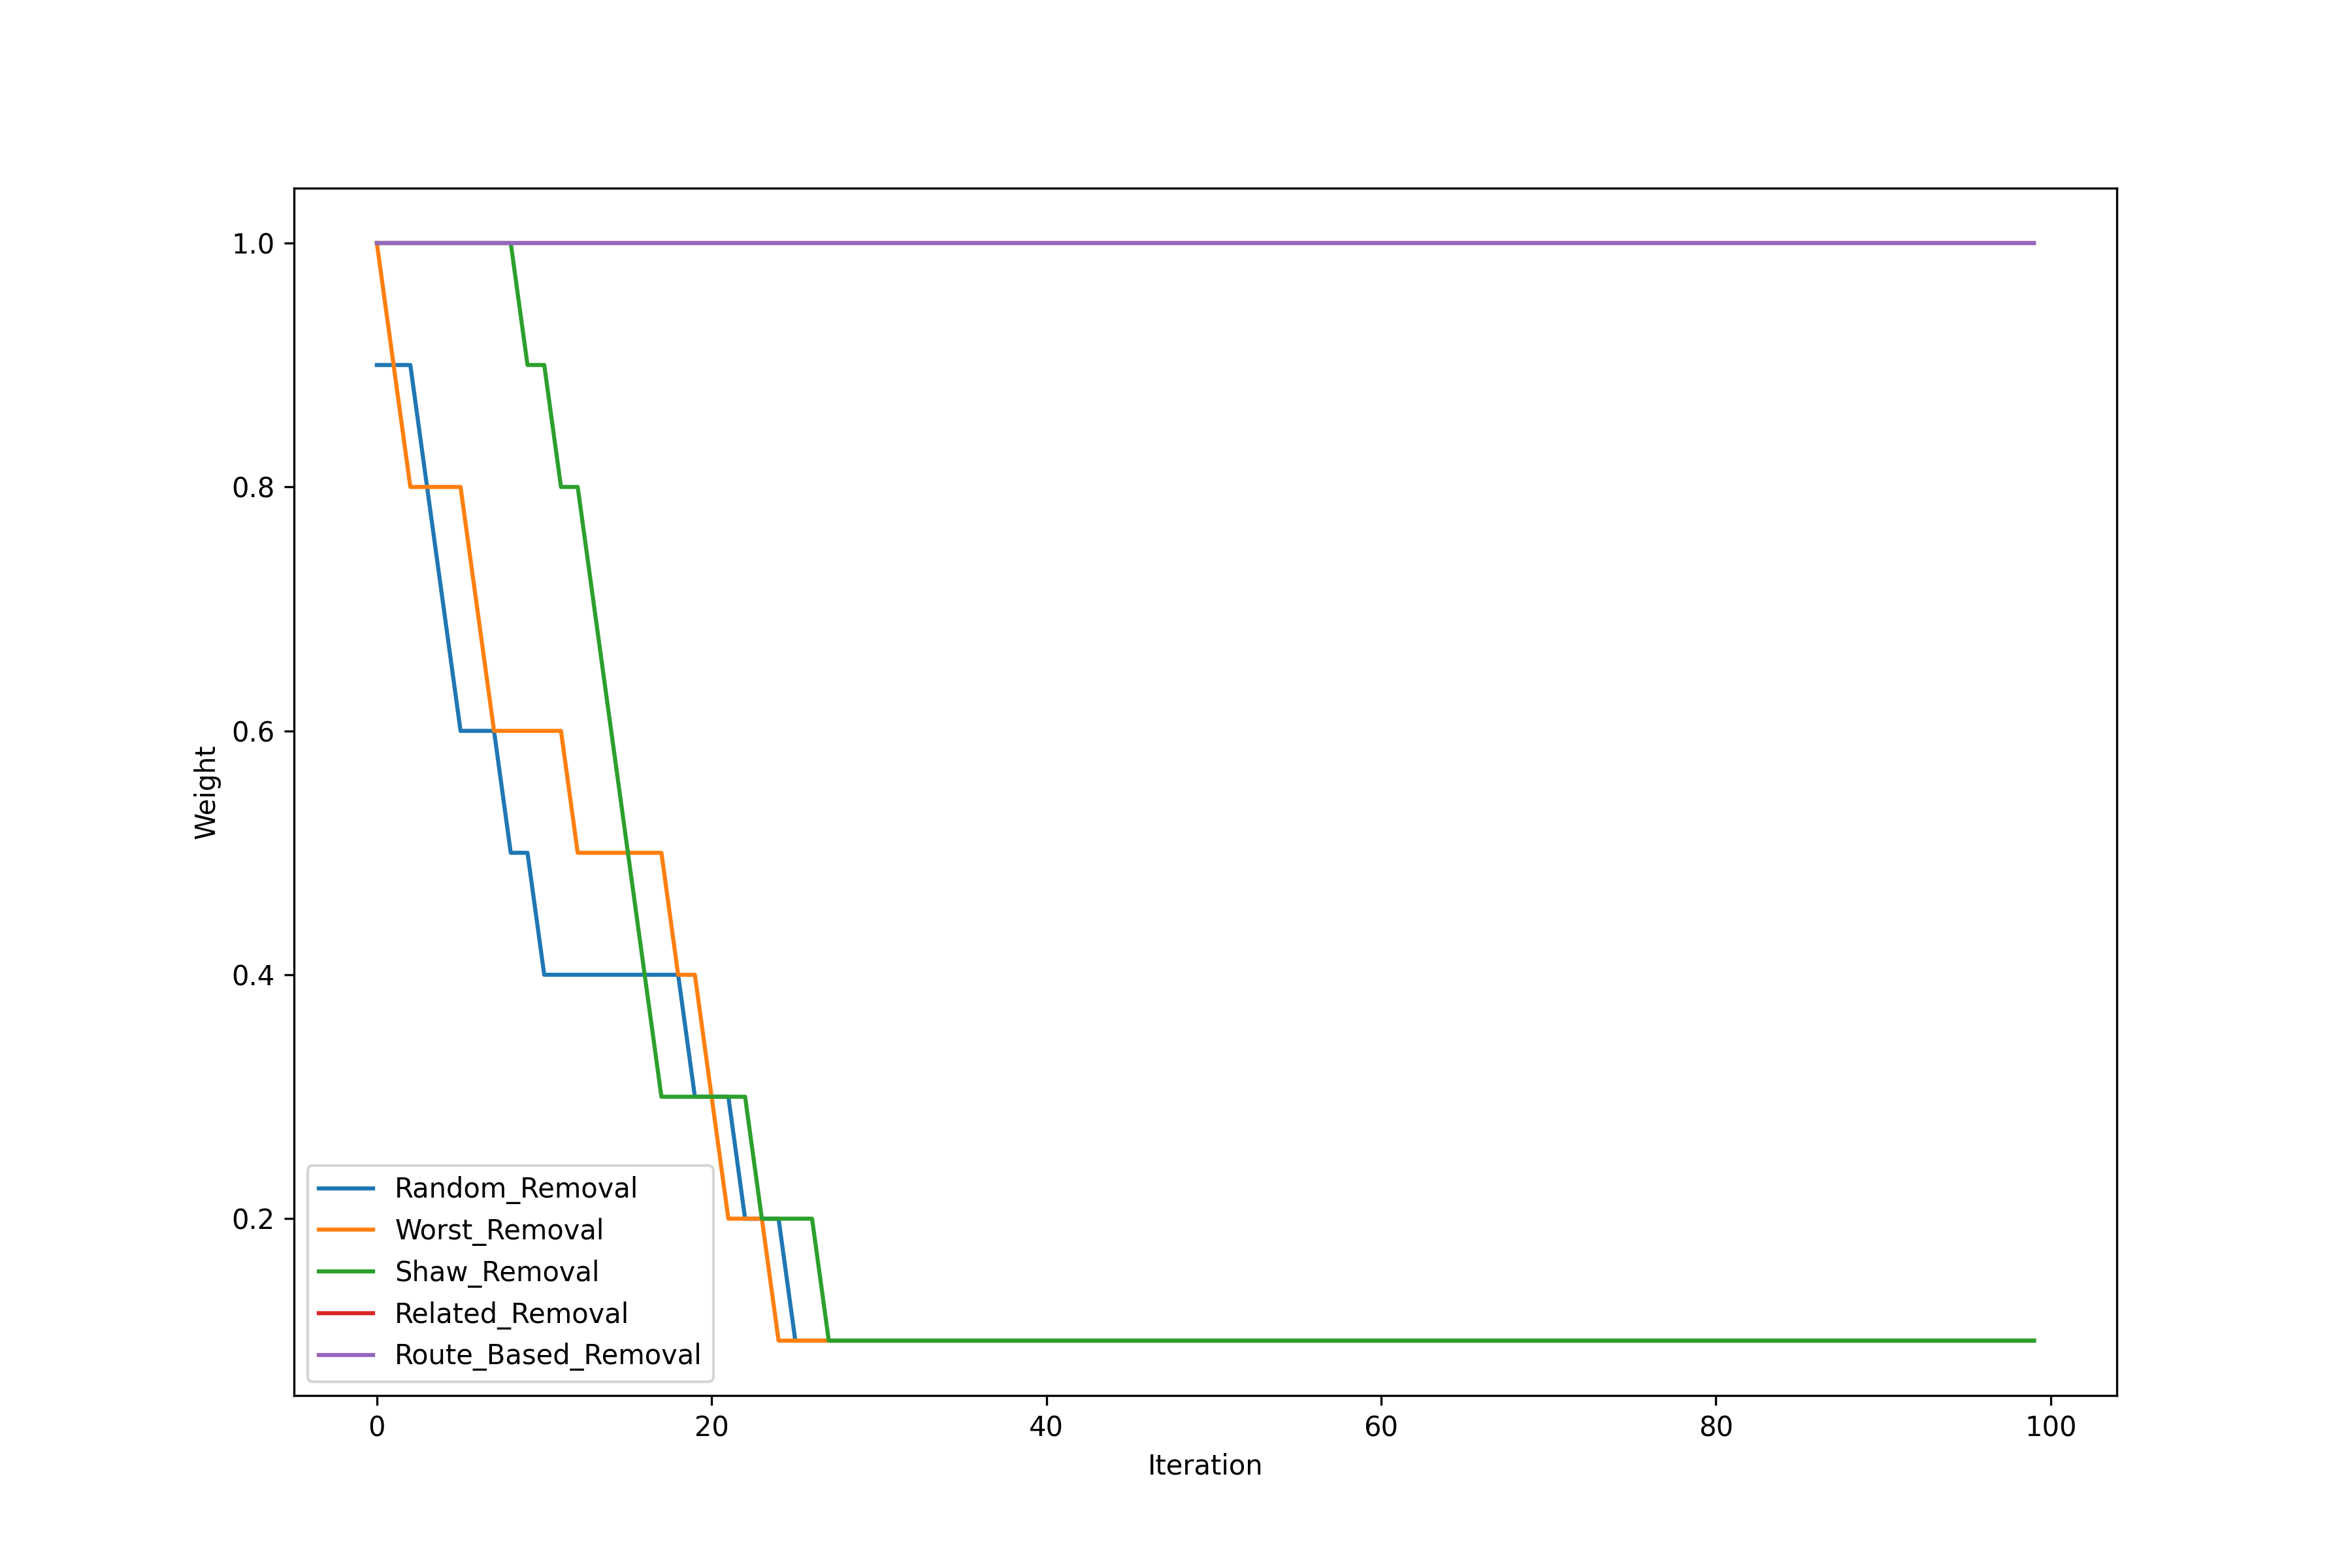 1.0
0.8
0.6
0.4
0.2
Weight
Random_Removal
Worst_Removal
Shaw_Removal
Related_Removal
Route_Based_Removal
0 20 40 60 80 100
Iteration